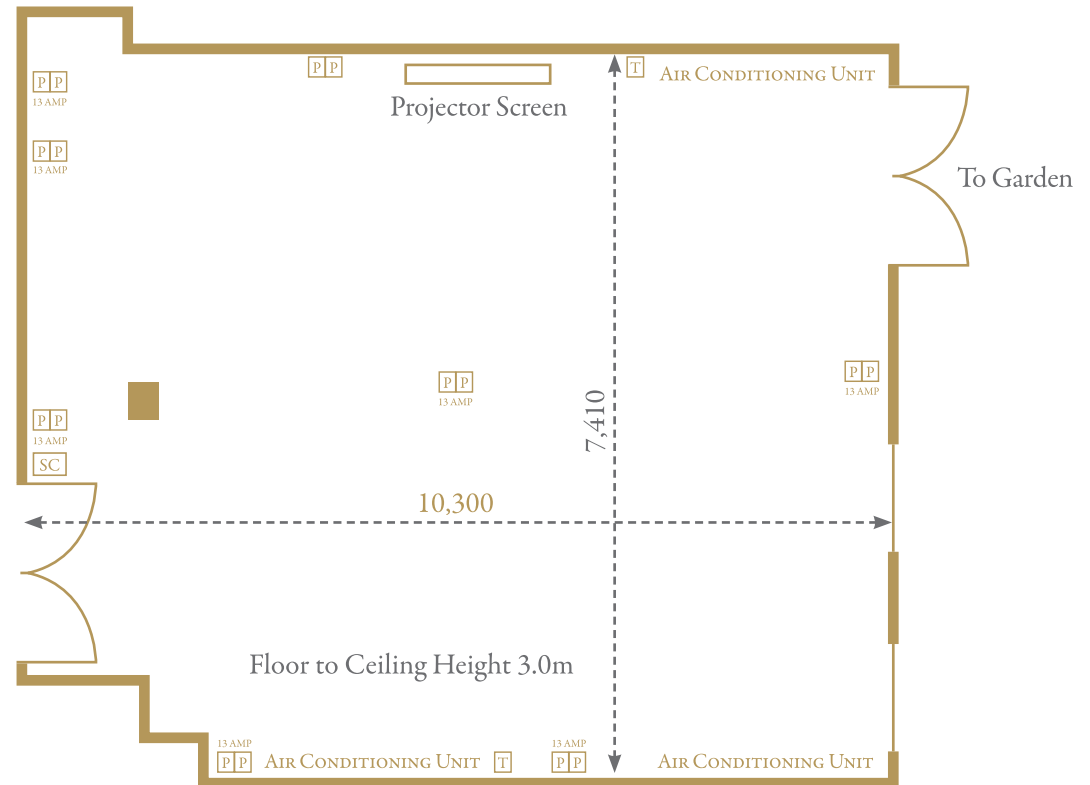 P P T AIR CONDITIONING UNIT
P P
13 AMP
Projector Screen
P P
13 AMP
To Garden
P P
13 AMP
P P
13 AMP
7,410
P P
13 AMP
SC
10,300
Floor to Ceiling Height 3.0m
13 AMP
P P
AIR CONDITIONING UNIT
T
13 AMP
P P
AIR CONDITIONING UNIT